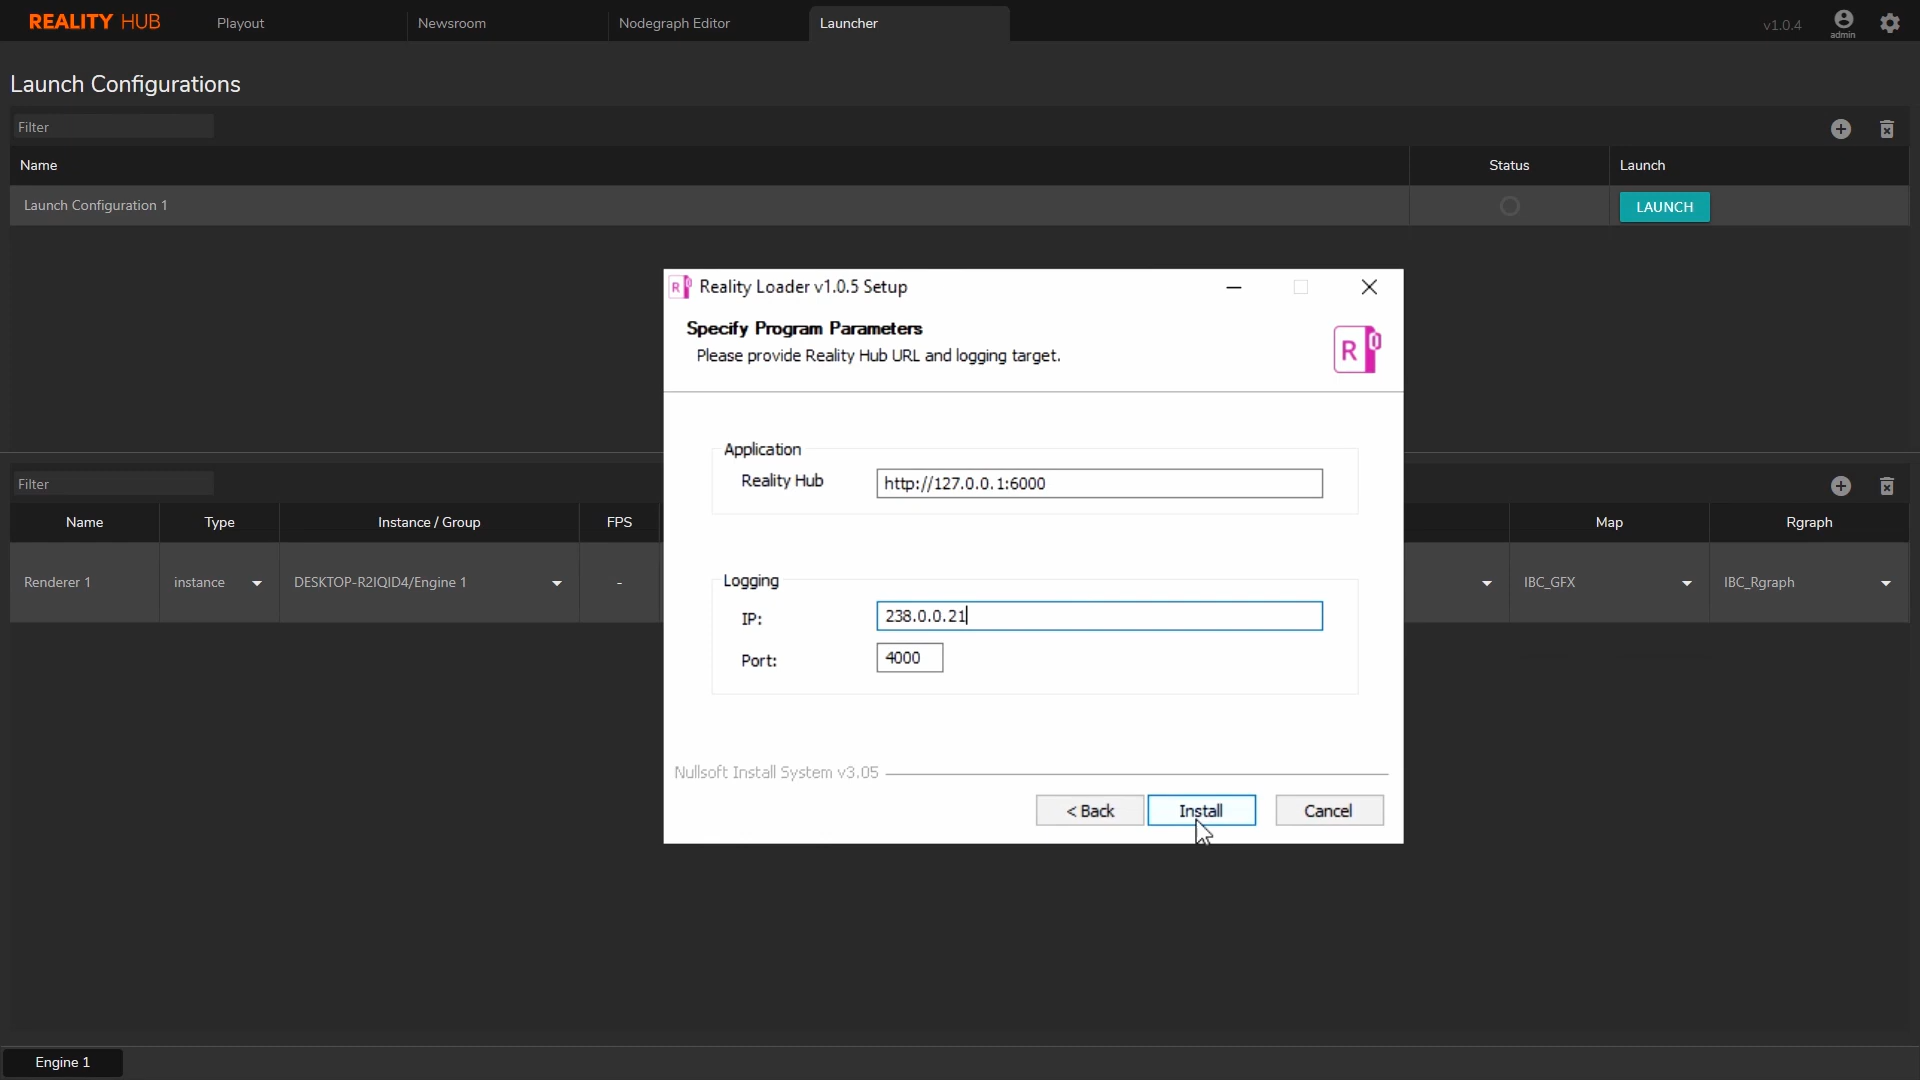 REALITY HUB
Playout
Newsroom
Nodegraph Editor
Launcher
v1.0.4
admin
Launch Configurations
Filter
Name
Status
Launch
Launch Configuration 1
LAUNCH
R
Reality Loader v1.0.5 Setup
Specify Program Parameters
Please provide Reality Hub URL and logging target.
R
Application
Reality Hub
http://127.0.0.1:6000
Logging
IP:
238.0.0.21
Port:
4000
Nullsoft Install System v3.05
< Back
Install
Cancel
Filter
Name
Type
Instance / Group
FPS
Map
Rgraph
Renderer 1
instance
DESKTOP-R2IQID4/Engine 1
-
IBC_GFX
IBC_Rgraph
Engine 1